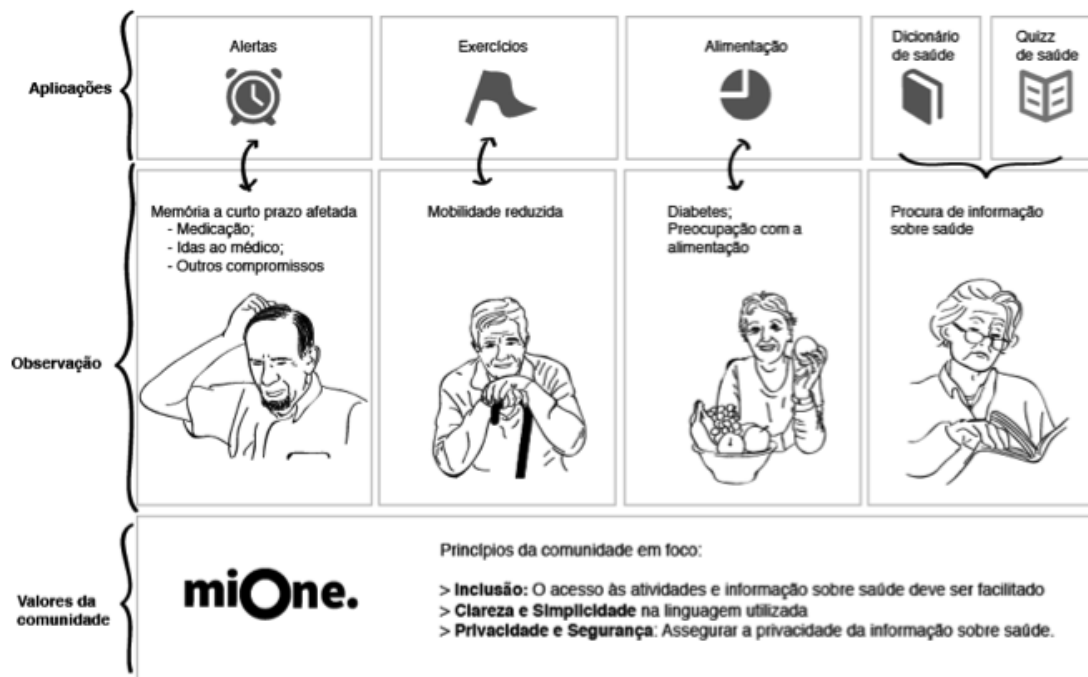 Aplicações
Alertas
Exercícios
Alimentação
Dicionário
de saúde
Quizz
de saúde
Observação
Memória a curto prazo afetada
- Medicação;
- Idas ao médico;
- Outros compromissos
Mobilidade reduzida
Diabetes;
Preocupação com a
alimentação
Procura de informação
sobre saúde
Valores da
comunidade
miOne.
Princípios da comunidade em foco:
> Inclusão: O acesso às atividades e informação sobre saúde deve ser facilitado
> Clareza e Simplicidade na linguagem utilizada
> Privacidade e Segurança: Assegurar a privacidade da informação sobre saúde.